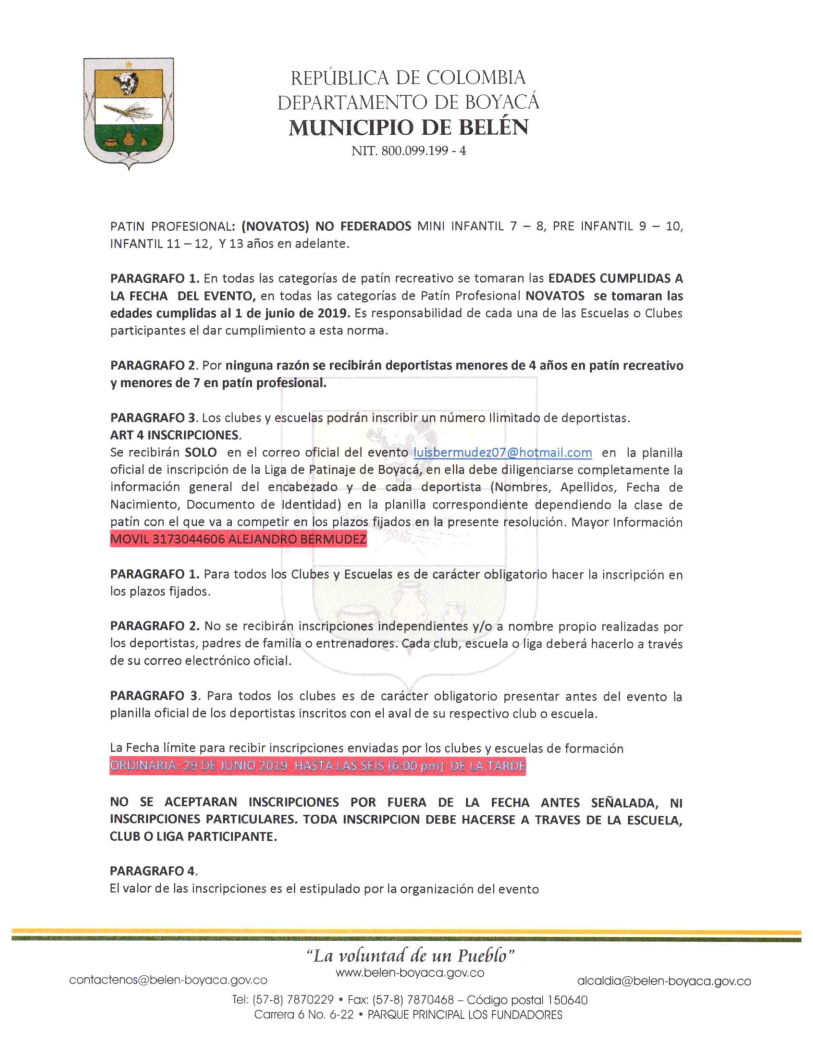 REPÚBLICA DE COLOMBIA
DEPARTAMENTO DE BOYACÁ
MUNICIPIO DE BELÉN
NIT. 800.099.199 - 4
PATIN PROFESIONAL: (NOVATOS) NO FEDERADOS MINI INFANTIL 7 – 8, PRE INFANTIL 9 – 10,
INFANTIL 11 – 12, Y 13 años en adelante.
PARAGRAFO 1. En todas las categorías de patín recreativo se tomaran las EDADES CUMPLIDAS A
LA FECHA DEL EVENTO, en todas las categorías de Patín Profesional NOVATOS se tomaran las
edades cumplidas al 1 de junio de 2019. Es responsabilidad de cada una de las Escuelas o Clubes
participantes el dar cumplimiento a esta norma.
PARAGRAFO 2. Por ninguna razón se recibirán deportistas menores de 4 años en patín recreativo
y menores de 7 en patín profesional.
PARAGRAFO 3. Los clubes y escuelas podrán inscribir un número Ilimitado de deportistas.
ART 4 INSCRIPCIONES.
Se recibirán SOLO en el correo oficial del evento luisbermudez07@hotmail.com en la planilla
oficial de inscripción de la Liga de Patinaje de Boyacá, en ella debe diligenciarse completamente la
información general del encabezado y de cada deportista (Nombres, Apellidos, Fecha de
Nacimiento, Documento de Identidad) en la planilla correspondiente dependiendo la clase de
patín con el que va a competir en los plazos fijados en la presente resolución. Mayor Información
MOVIL 3173044606 ALEJANDRO BERMUDEZ
PARAGRAFO 1. Para todos los Clubes y Escuelas es de carácter obligatorio hacer la inscripción en
los plazos fijados.
PARAGRAFO 2. No se recibirán inscripciones independientes y/o a nombre propio realizadas por
los deportistas, padres de familia o entrenadores. Cada club, escuela o liga deberá hacerlo a través
de su correo electrónico oficial.
PARAGRAFO 3. Para todos los clubes es de carácter obligatorio presentar antes del evento la
planilla oficial de los deportistas inscritos con el aval de su respectivo club o escuela.
La Fecha límite para recibir inscripciones enviadas por los clubes y escuelas de formación
ORDINARIA: 29 DE JUNIO 2019 HASTA LAS SEIS (6:00 pm) DE LA TARDE
NO SE ACEPTARAN INSCRIPCIONES POR FUERA DE LA FECHA ANTES SEÑALADA, NI
INSCRIPCIONES PARTICULARES. TODA INSCRIPCION DEBE HACERSE A TRAVES DE LA ESCUELA,
CLUB O LIGA PARTICIPANTE.
PARAGRAFO 4.
El valor de las inscripciones es el estipulado por la organización del evento
"La voluntad de un Pueblo"
www.belen-boyaca.gov.co
contactenos@belen-boyaca.gov.co
alcaldia@belen-boyaca.gov.co
Tel: (57-8) 7870229 • Fax: (57-8) 7870468 – Código postal 150640
Carrera 6 No. 6-22 • PARQUE PRINCIPAL LOS FUNDADORES